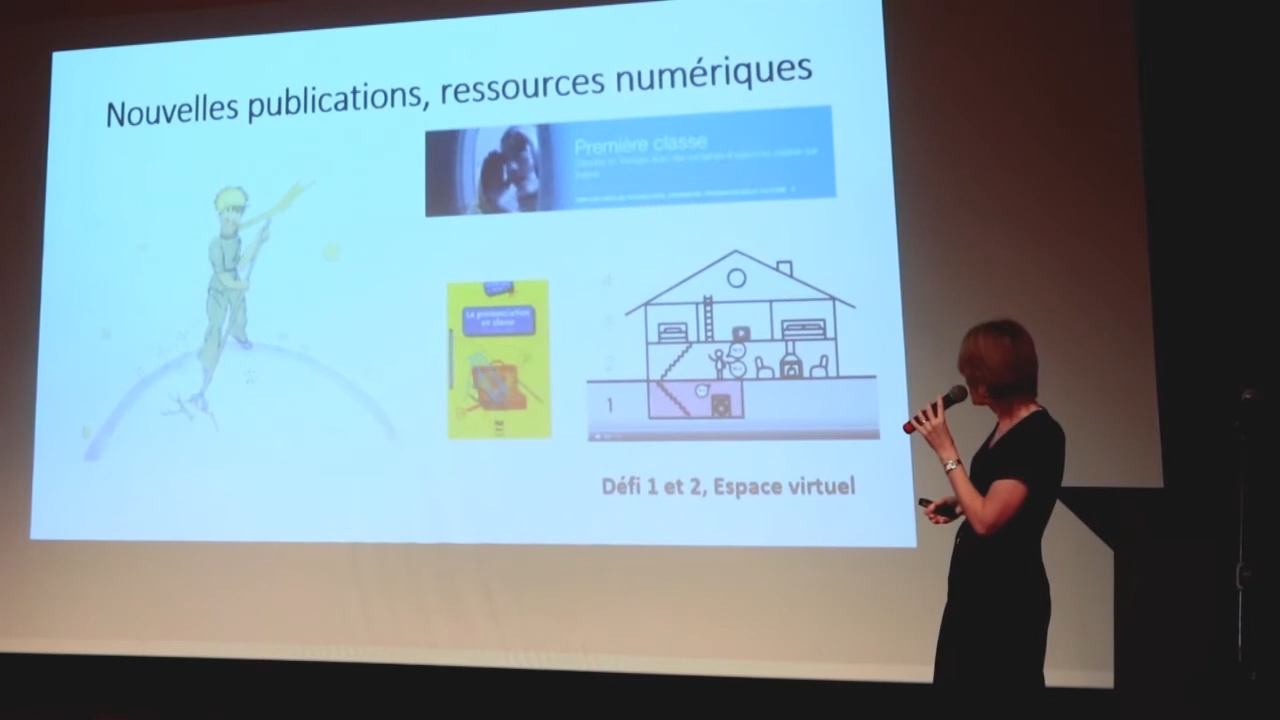 Nouvelles publications, ressources numériques
Première classe
La prononciation
en classe
4
3
2
1
Défi 1 et 2, Espace virtuel